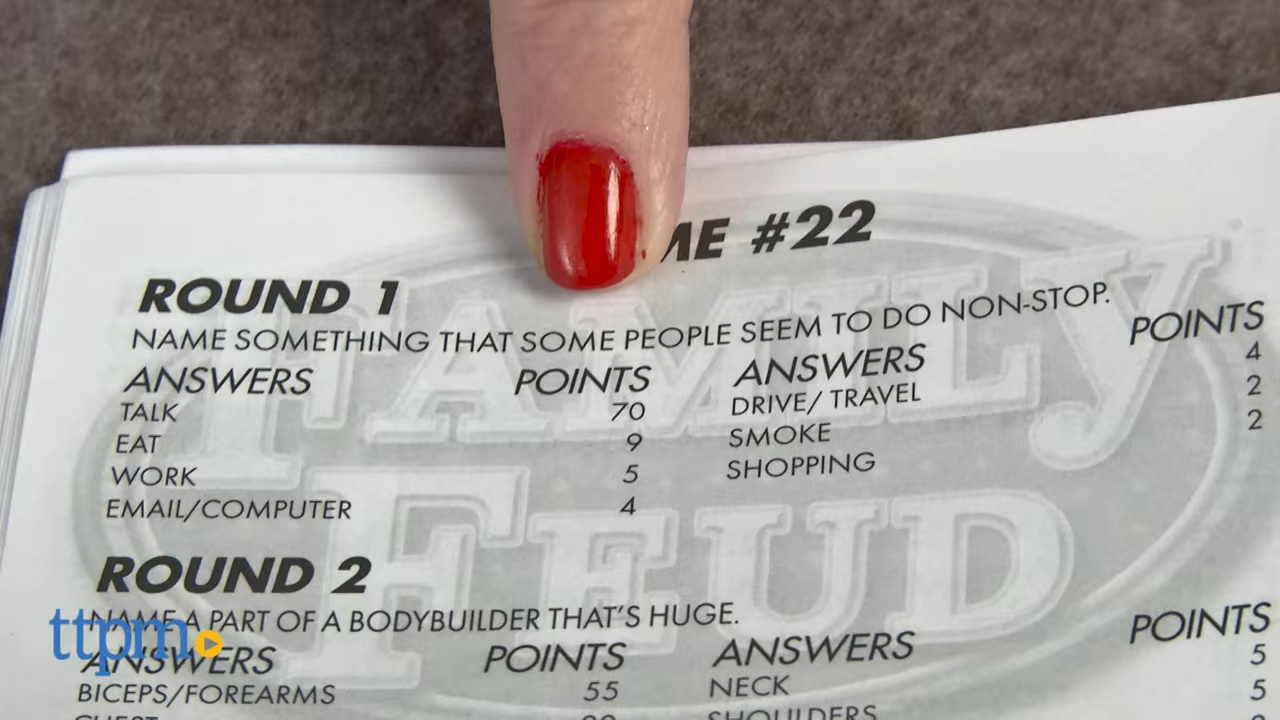 ME #22
ROUND 1
NAME SOMETHING THAT SOME PEOPLE SEEM TO DO NON-STOP.
ANSWERS POINTS ANSWERS POINTS
TALK 70 DRIVE/ TRAVEL 4
EAT 9 SMOKE 2
WORK 5 SHOPPING 2
EMAIL/COMPUTER 4
FAMILY
FEUD
ROUND 2
NAME A PART OF A BODYBUILDER THAT'S HUGE.
ttpm
ANSWERS POINTS ANSWERS POINTS
BICEPS/FOREARMS 55 NECK 5
CHEST SHOULDERS 5